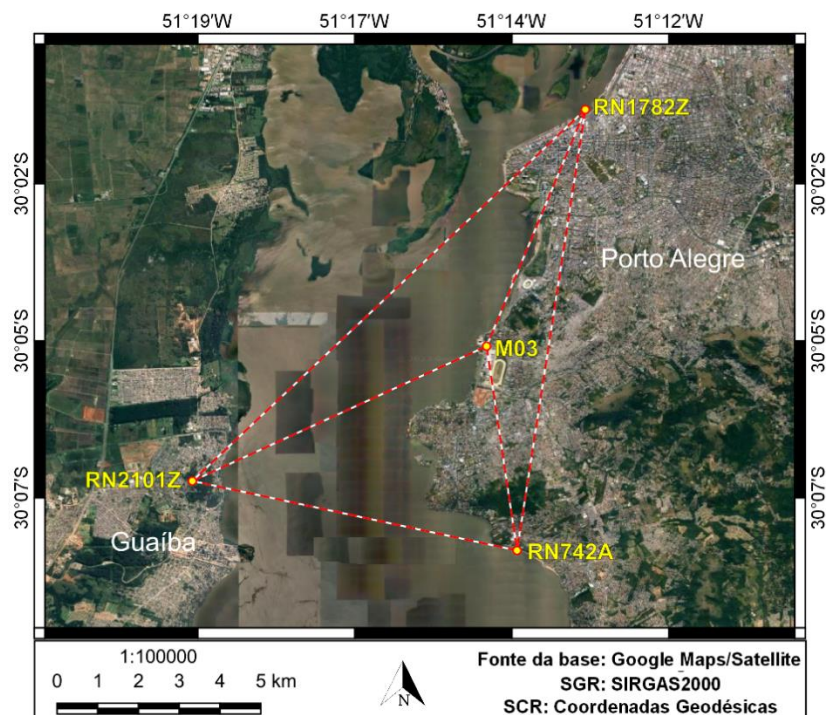 51°19'W 51°17'W 51°14'W 51°12'W
RN1782Z
30°02'S 30°02'S
Porto Alegre
30°05'S M03 30°05'S
RN2101Z
30°07'S 30°07'S
Guaíba
RN742A
1:100000
0 1 2 3 4 5 km
N
Fonte da base: Google Maps/Satellite
SGR: SIRGAS2000
SCR: Coordenadas Geodésicas